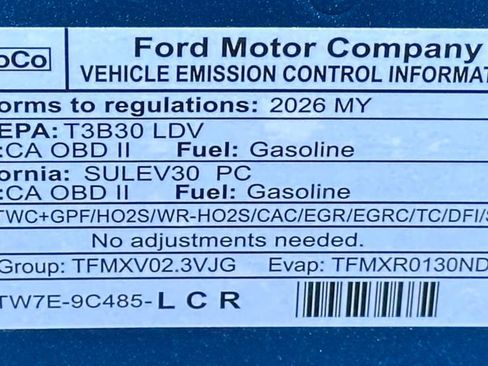 oCo
Ford Motor Company
VEHICLE EMISSION CONTROL INFORMAT
orms to regulations: 2026 MY
EPA: T3B30 LDV
:CA OBD II Fuel: Gasoline
ornia: SULEV30 PC
:CA OBD II Fuel: Gasoline
TWC+GPF/HO2S/WR-HO2S/CAC/EGR/EGRC/TC/DFI/S
No adjustments needed.
Group: TFMXV02.3VJG Evap: TFMXR0130ND
TW7E-9C485-LCR